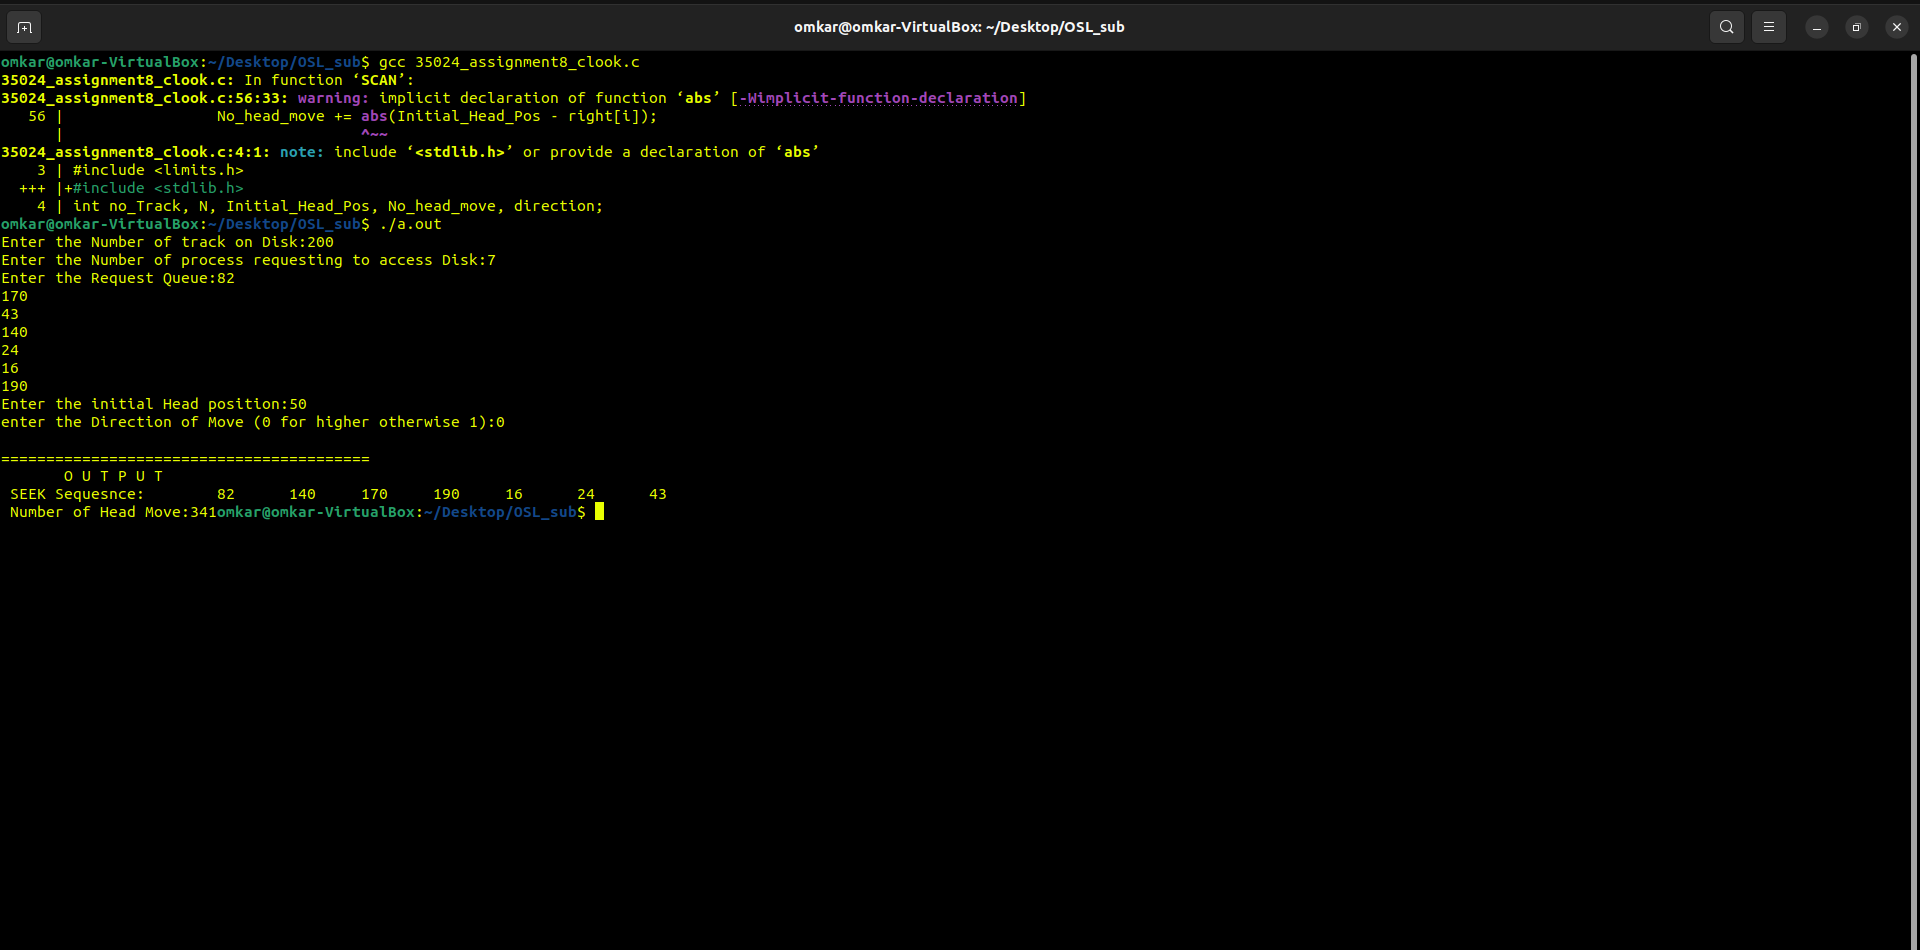 omkar@omkar-VirtualBox: ~/Desktop/OSL_sub
omkar@omkar-VirtualBox:~/Desktop/OSL_sub$ gcc 35024_assignment8_clook.c
35024_assignment8_clook.c: In function ‘SCAN’:
35024_assignment8_clook.c:56:33: warning: implicit declaration of function ‘abs’ [-Wimplicit-function-declaration]
   56 |                 No_head_move += abs(Initial_Head_Pos - right[i]);
      |                                 ^~~
35024_assignment8_clook.c:4:1: note: include ‘<stdlib.h>’ or provide a declaration of ‘abs’
    3 | #include <limits.h>
  +++ |+#include <stdlib.h>
    4 | int no_Track, N, Initial_Head_Pos, No_head_move, direction;
omkar@omkar-VirtualBox:~/Desktop/OSL_sub$ ./a.out
Enter the Number of track on Disk:200
Enter the Number of process requesting to access Disk:7
Enter the Request Queue:82
170
43
140
24
16
190
Enter the initial Head position:50
enter the Direction of Move (0 for higher otherwise 1):0
=========================================
       O U T P U T
 SEEK Sequesnce:        82      140     170     190     16      24      43
 Number of Head Move:341omkar@omkar-VirtualBox:~/Desktop/OSL_sub$